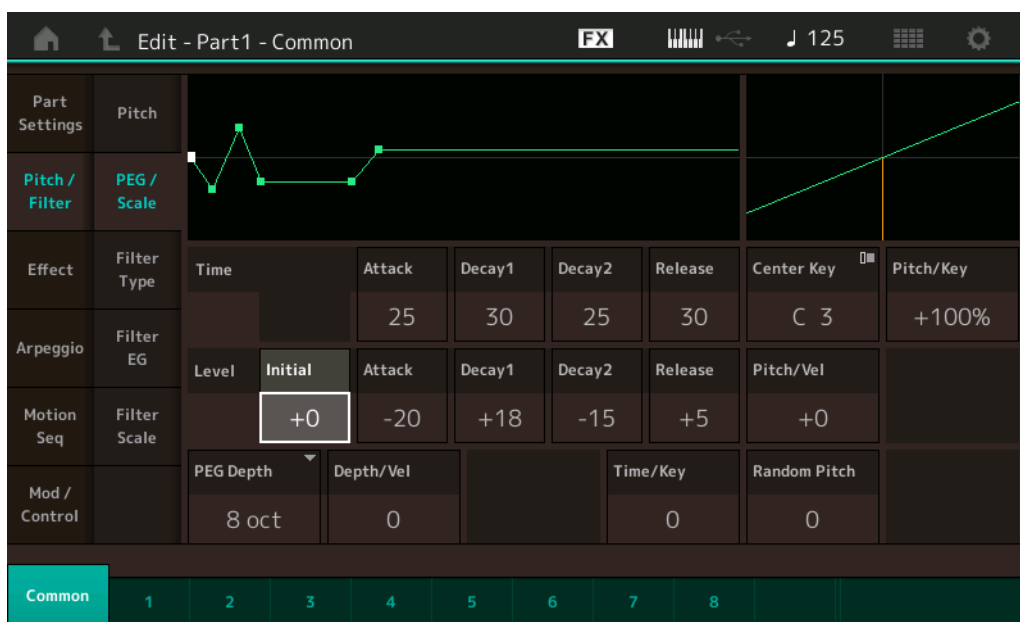 Edit - Part1 - Common
FX
♩ 125
Part
Settings
Pitch /
Filter
Effect
Arpeggio
Motion
Seq
Mod /
Control
Pitch
PEG /
Scale
Filter
Type
Filter
EG
Filter
Scale
Time
Attack
Decay1
Decay2
Release
Center Key
Pitch/Key
25
30
25
30
C 3
+100%
Level
Initial
Attack
Decay1
Decay2
Release
Pitch/Vel
+0
-20
+18
-15
+5
+0
PEG Depth
Depth/Vel
Time/Key
Random Pitch
8 oct
0
0
0
Common
1
2
3
4
5
6
7
8